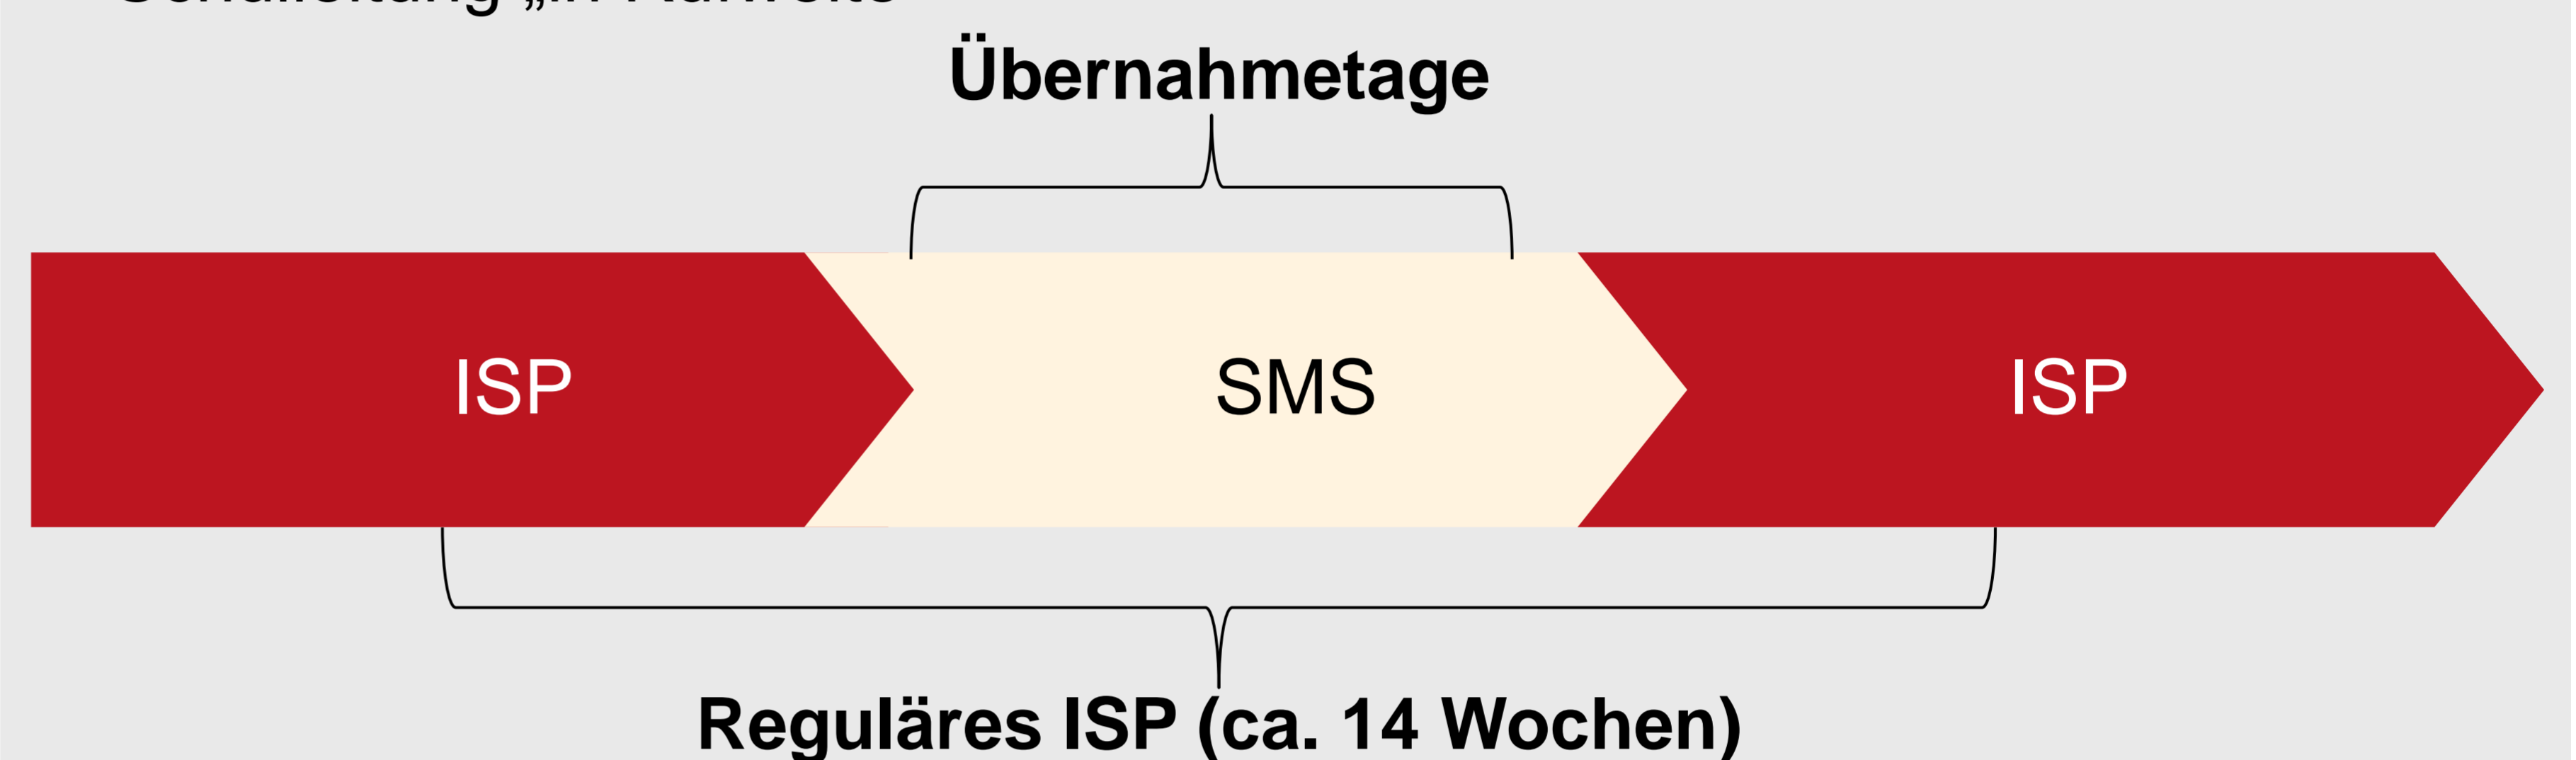 Übernahmetage
ISP SMS ISP
Reguläres ISP (ca. 14 Wochen)